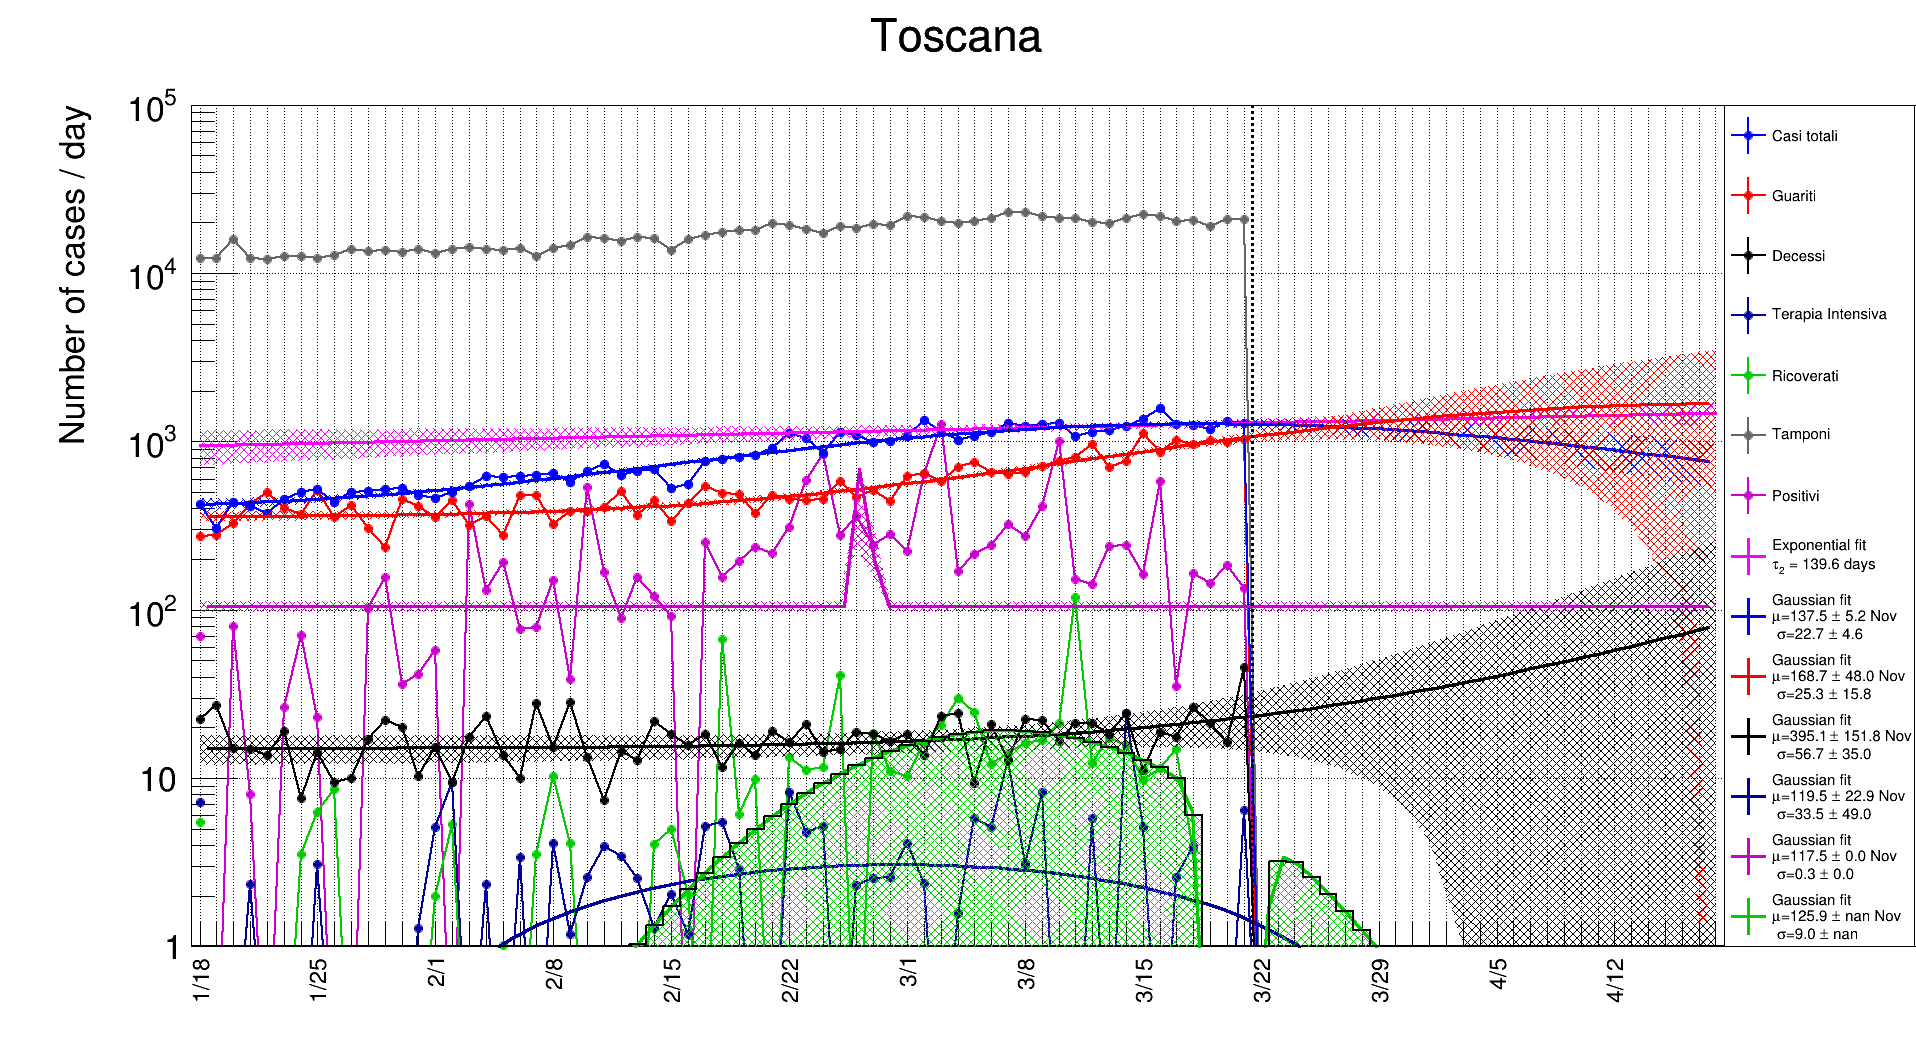 Toscana
Number of cases / day
10^5
10^4
10^3
10^2
10
1
1/18
1/25
2/1
2/8
2/15
2/22
3/1
3/8
3/15
3/22
3/29
4/5
4/12
Casi totali
Guariti
Decessi
Terapia Intensiva
Ricoverati
Tamponi
Positivi
Exponential fit
τ₂ = 139.6 days
Gaussian fit
μ=137.5 ± 5.2 Nov
σ=22.7 ± 4.6
Gaussian fit
μ=168.7 ± 48.0 Nov
σ=25.3 ± 15.8
Gaussian fit
μ=395.1 ± 151.8 Nov
σ=56.7 ± 35.0
Gaussian fit
μ=119.5 ± 22.9 Nov
σ=33.5 ± 49.0
Gaussian fit
μ=117.5 ± 0.0 Nov
σ=0.3 ± 0.0
Gaussian fit
μ=125.9 ± nan Nov
σ=9.0 ± nan